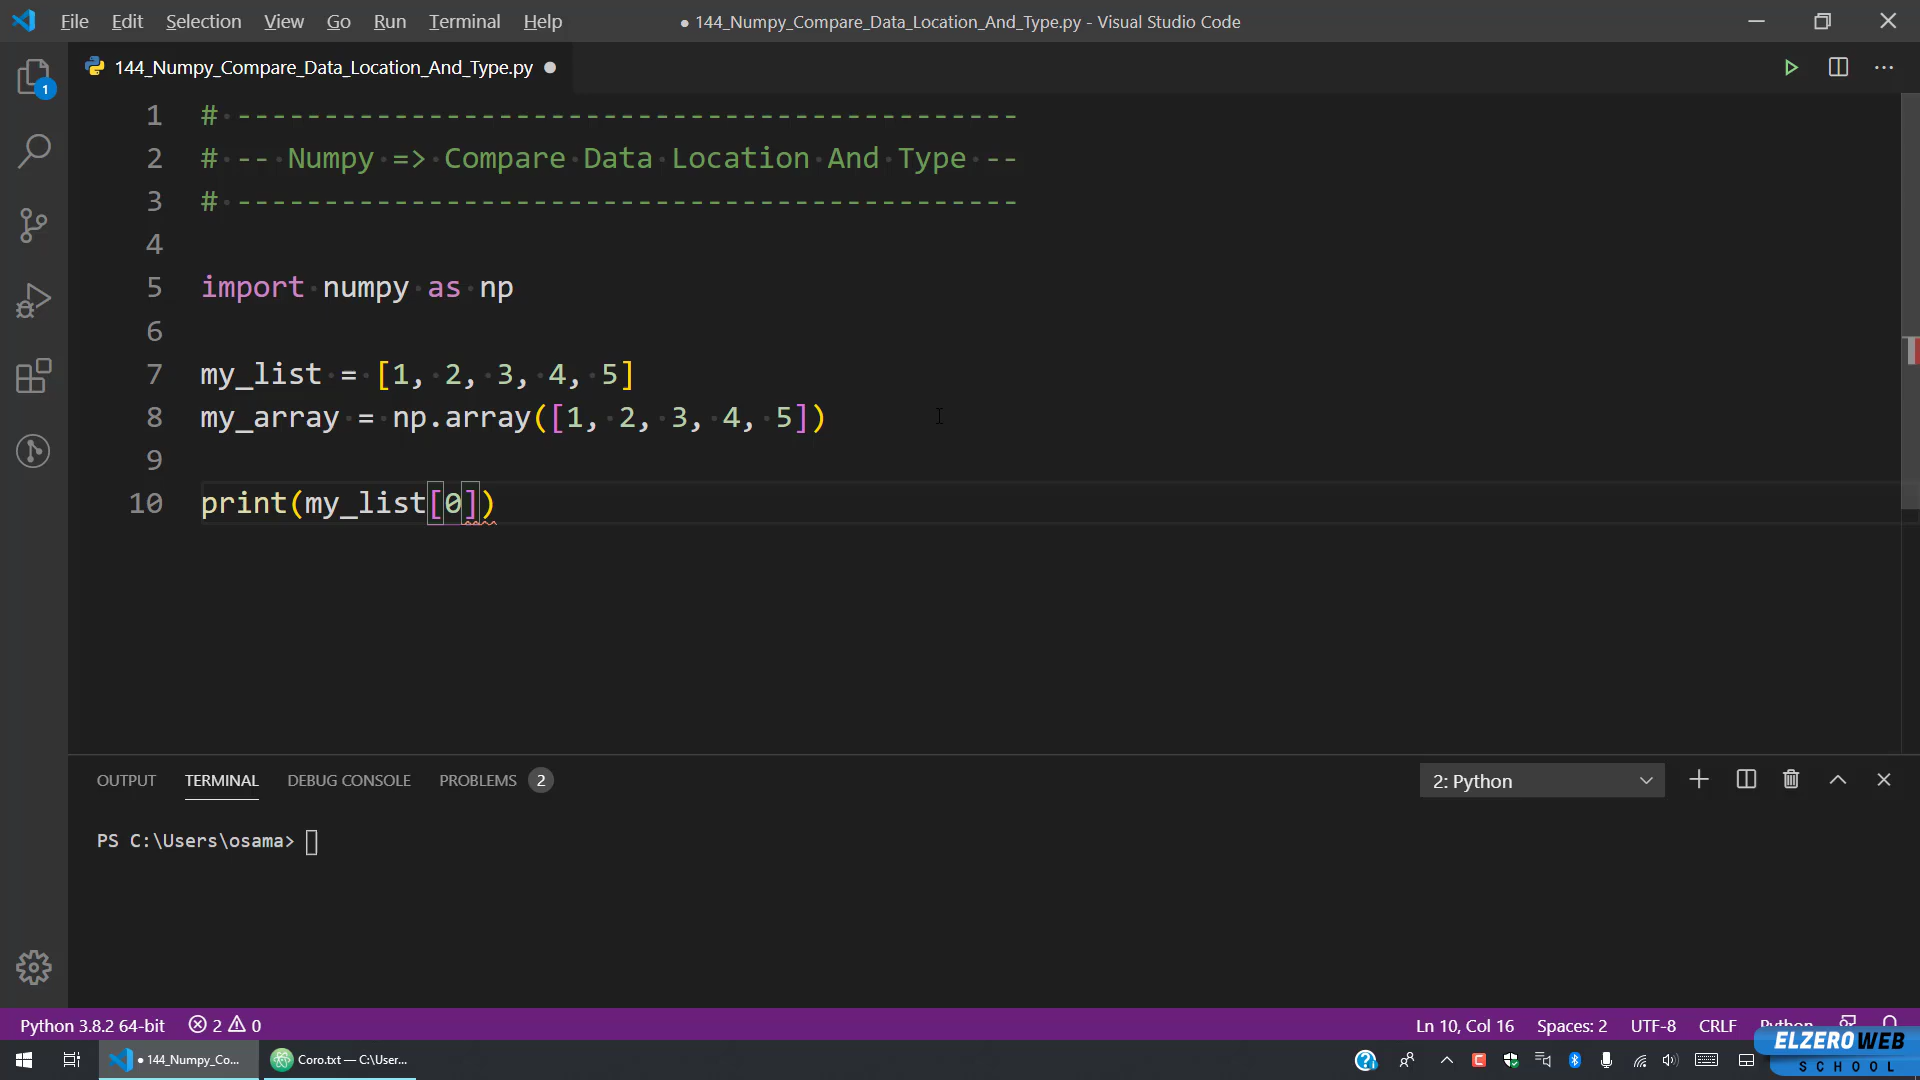 File Edit Selection View Go Run Terminal Help
● 144_Numpy_Compare_Data_Location_And_Type.py - Visual Studio Code
144_Numpy_Compare_Data_Location_And_Type.py ●
1
1 # ---------------------------------------------
2 # -- Numpy => Compare Data Location And Type --
3 # ---------------------------------------------
4
5 import numpy as np
6
7 my_list = [1, 2, 3, 4, 5]
8 my_array = np.array([1, 2, 3, 4, 5])
9
10 print(my_list[0])
OUTPUT TERMINAL DEBUG CONSOLE PROBLEMS 2
2: Python
PS C:\Users\osama>
Python 3.8.2 64-bit 2 0
Ln 10, Col 16 Spaces: 2 UTF-8 CRLF Python
● 144_Numpy_Co...
Coro.txt — C:\User...
ELZEROWEB
SCHOOL